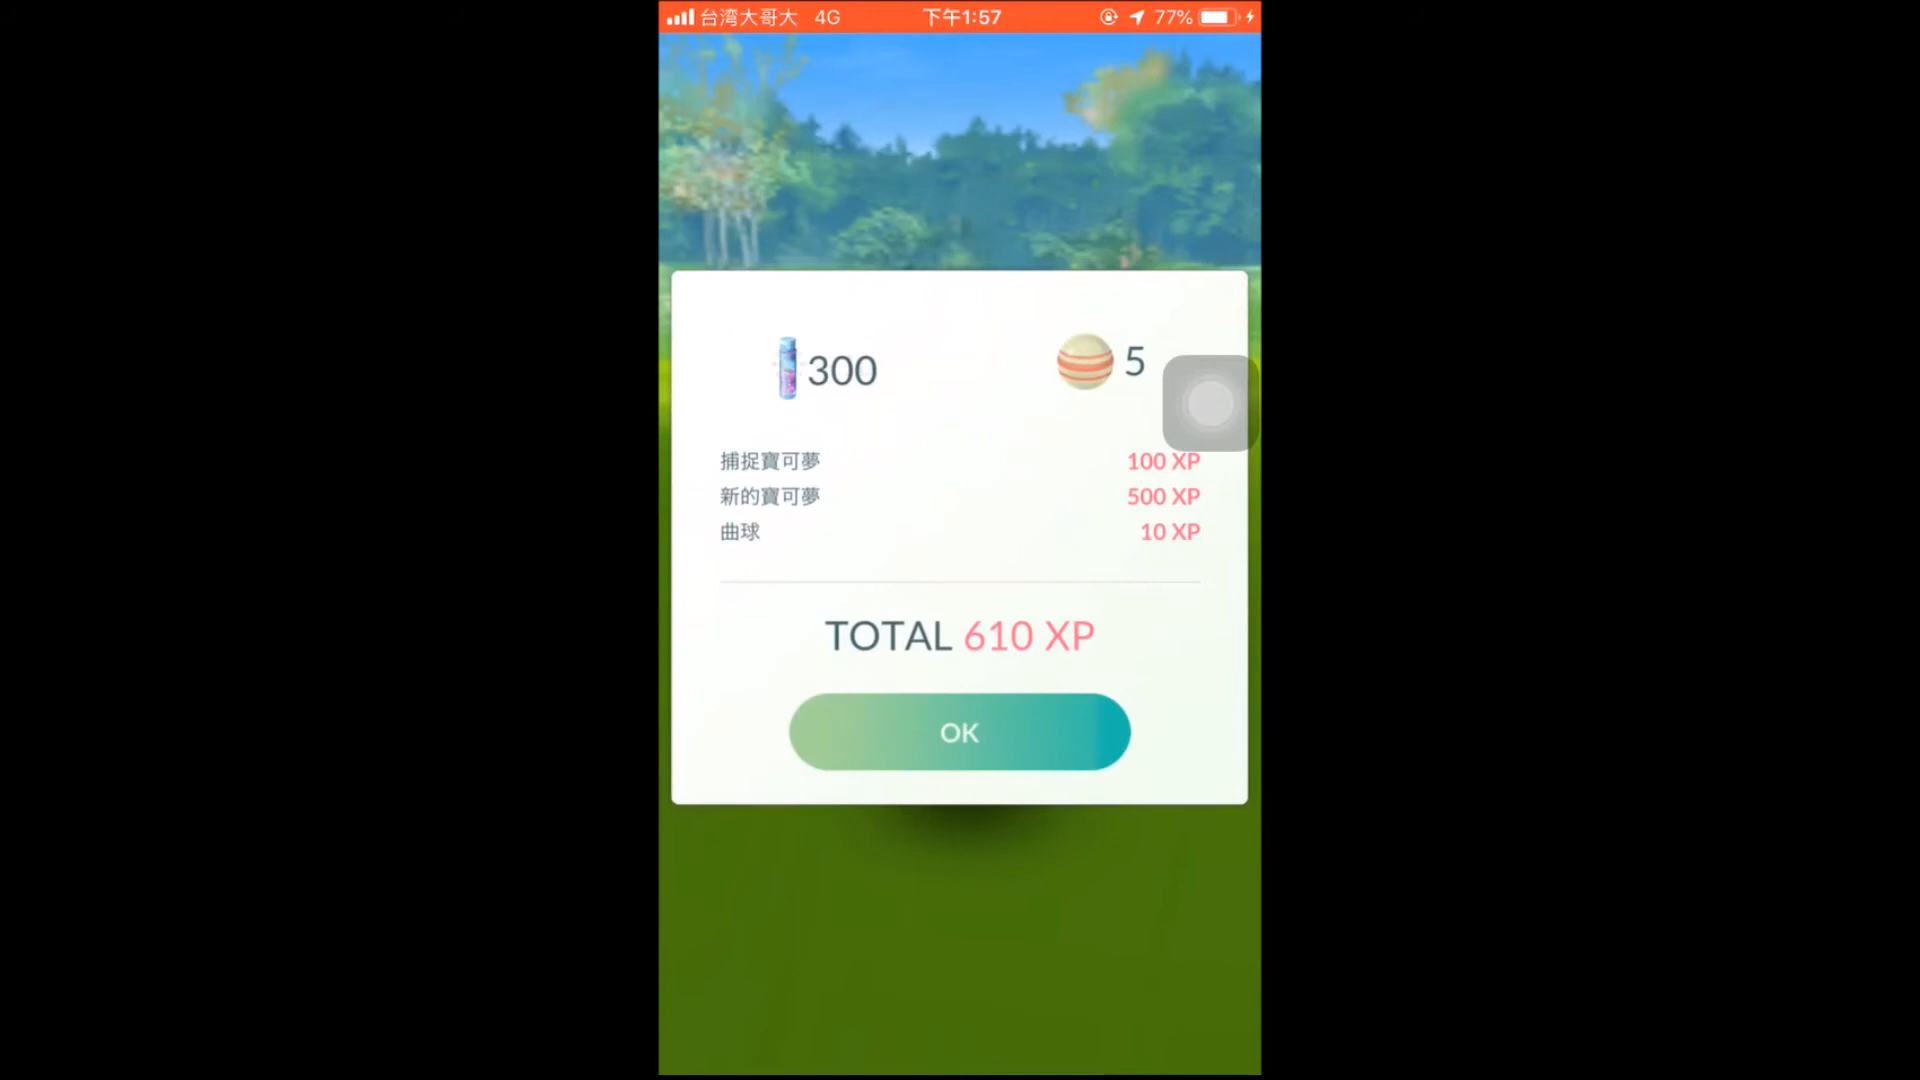 台湾大哥大 4G 下午1:57 77%
300 5
捕捉寶可夢 100 XP
新的寶可夢 500 XP
曲球 10 XP
TOTAL 610 XP
OK